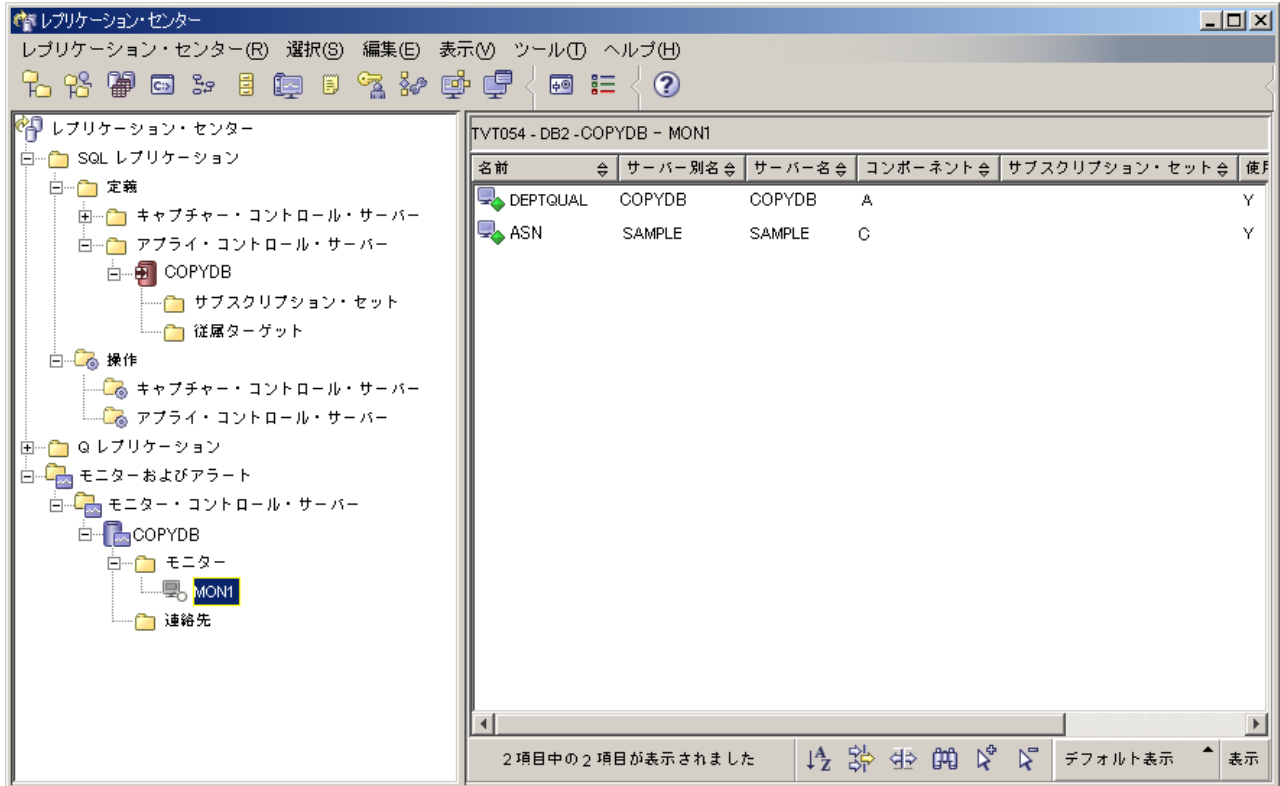 レプリケーション・センター
レプリケーション・センター(R) 選択(S) 編集(E) 表示(V) ツール(T) ヘルプ(H)
レプリケーション・センター
SQL レプリケーション
定義
キャプチャー・コントロール・サーバー
アプライ・コントロール・サーバー
COPYDB
サブスクリプション・セット
従属ターゲット
操作
キャプチャー・コントロール・サーバー
アプライ・コントロール・サーバー
Q レプリケーション
モニターおよびアラート
モニター・コントロール・サーバー
COPYDB
モニター
MON1
連絡先
TVT054 - DB2 - COPYDB - MON1
名前 サーバー別名 サーバー名 コンポーネント サブスクリプション・セット 使用
DEPTQUAL COPYDB COPYDB A Y
ASN SAMPLE SAMPLE C Y
2項目中の2項目が表示されました デフォルト表示 表示